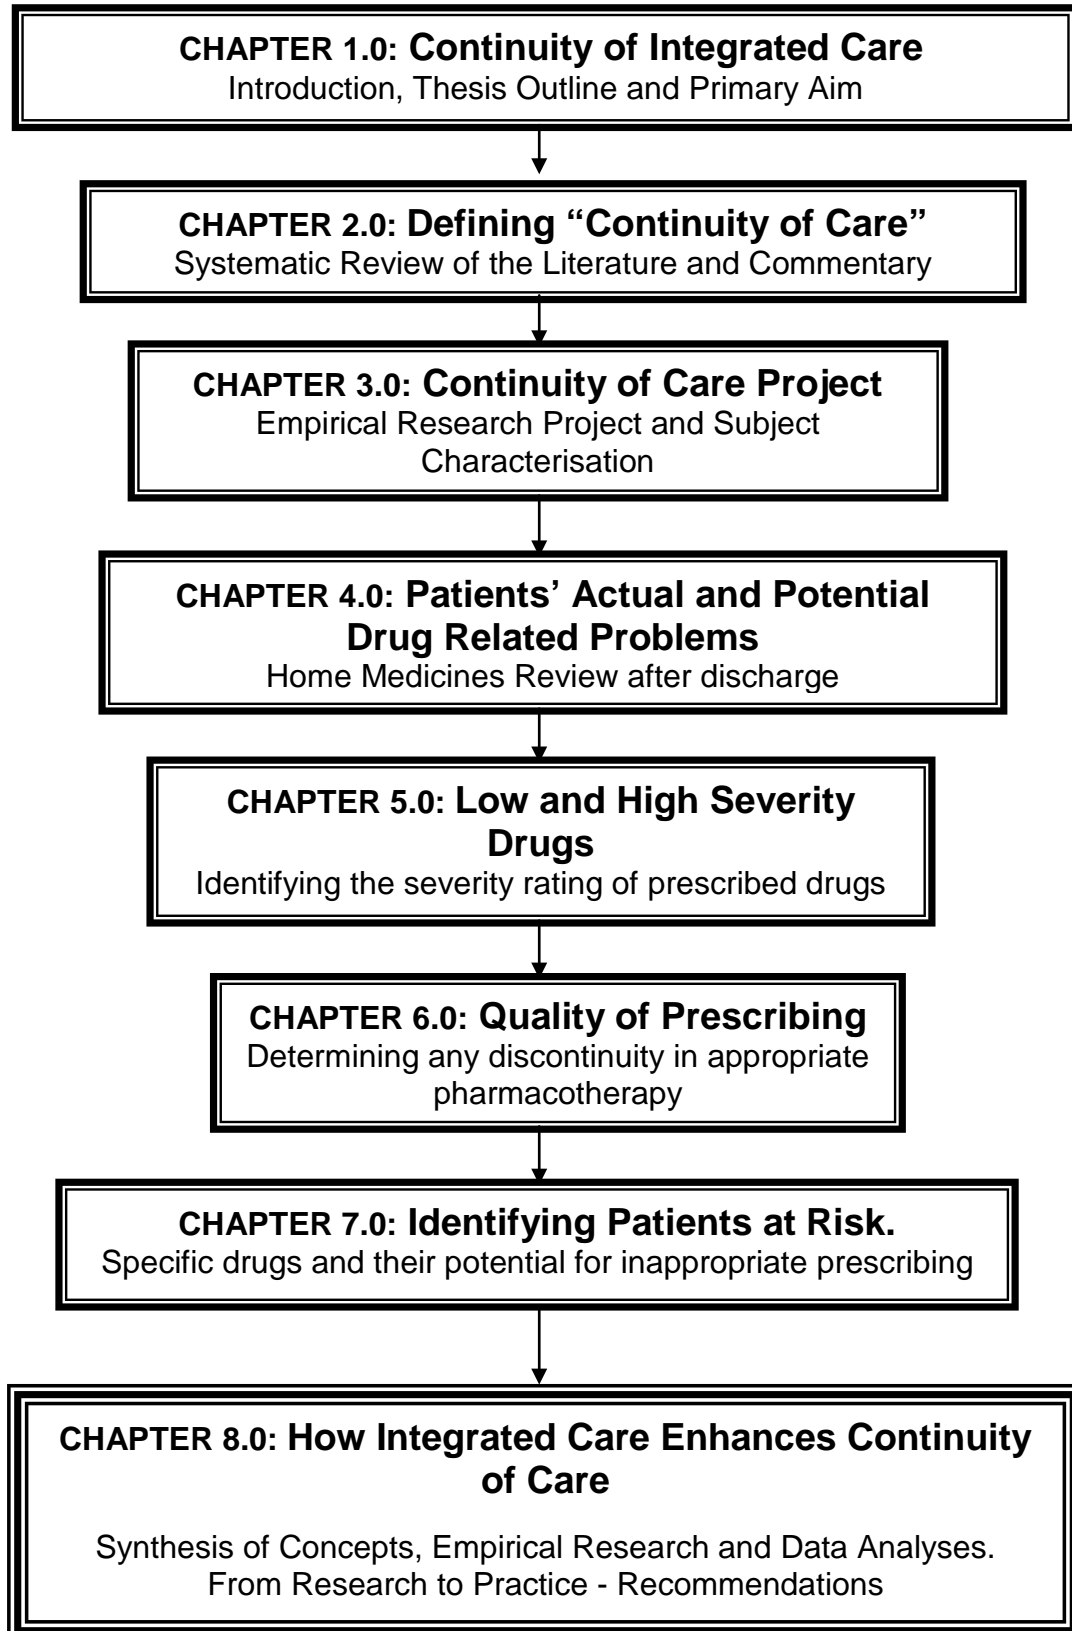 CHAPTER 1.0: Continuity of Integrated Care
Introduction, Thesis Outline and Primary Aim
CHAPTER 2.0: Defining “Continuity of Care”
Systematic Review of the Literature and Commentary
CHAPTER 3.0: Continuity of Care Project
Empirical Research Project and Subject
Characterisation
CHAPTER 4.0: Patients’ Actual and Potential
Drug Related Problems
Home Medicines Review after discharge
CHAPTER 5.0: Low and High Severity
Drugs
Identifying the severity rating of prescribed drugs
CHAPTER 6.0: Quality of Prescribing
Determining any discontinuity in appropriate
pharmacotherapy
CHAPTER 7.0: Identifying Patients at Risk.
Specific drugs and their potential for inappropriate prescribing
CHAPTER 8.0: How Integrated Care Enhances Continuity
of Care
Synthesis of Concepts, Empirical Research and Data Analyses.
From Research to Practice - Recommendations